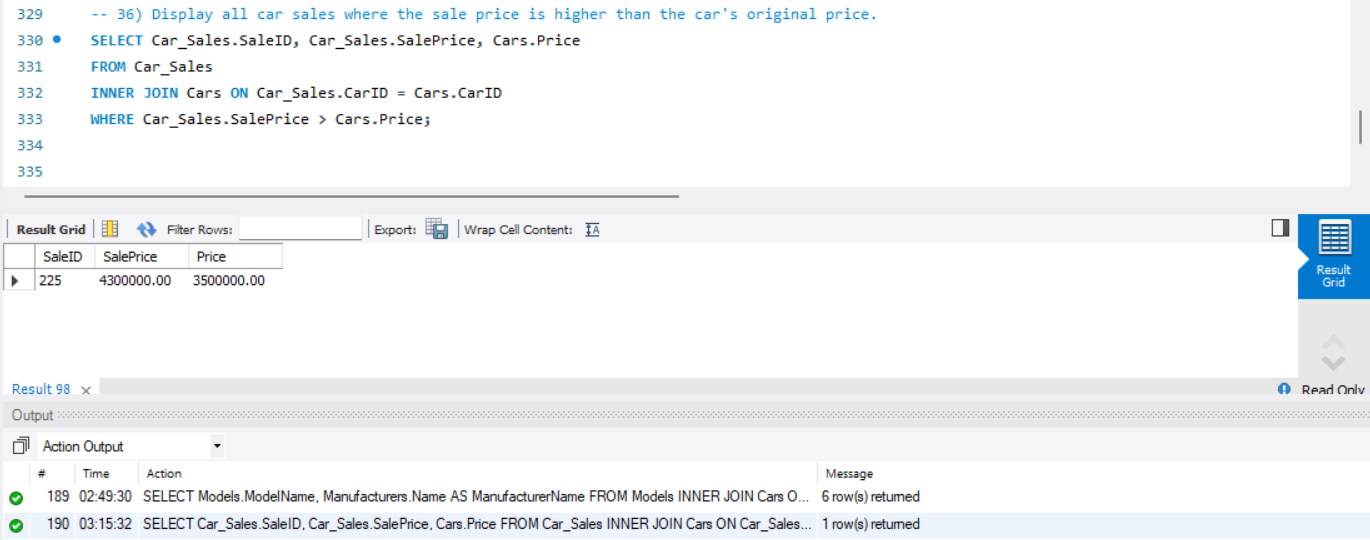 329 -- 36) Display all car sales where the sale price is higher than the car's original price.
330 SELECT Car_Sales.SaleID, Car_Sales.SalePrice, Cars.Price
331 FROM Car_Sales
332 INNER JOIN Cars ON Car_Sales.CarID = Cars.CarID
333 WHERE Car_Sales.SalePrice > Cars.Price;
334
335
Result Grid Filter Rows: Export: Wrap Cell Content:
SaleID SalePrice Price
225 4300000.00 3500000.00
Result
Grid
Result 98 Read Only
Output
Action Output
# Time Action Message
189 02:49:30 SELECT Models.ModelName, Manufacturers.Name AS ManufacturerName FROM Models INNER JOIN Cars O... 6 row(s) returned
190 03:15:32 SELECT Car_Sales.SaleID, Car_Sales.SalePrice, Cars.Price FROM Car_Sales INNER JOIN Cars ON Car_Sales... 1 row(s) returned